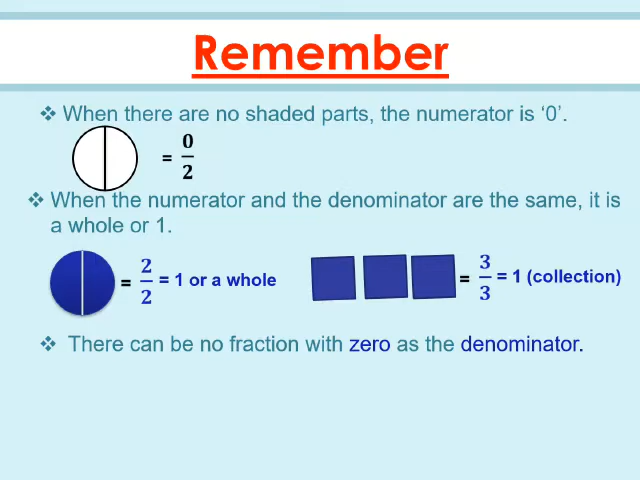 Remember
❖ When there are no shaded parts, the numerator is ‘0’.
= 0/2
❖ When the numerator and the denominator are the same, it is
a whole or 1.
= 2/2 = 1 or a whole = 3/3 = 1 (collection)
❖ There can be no fraction with zero as the denominator.